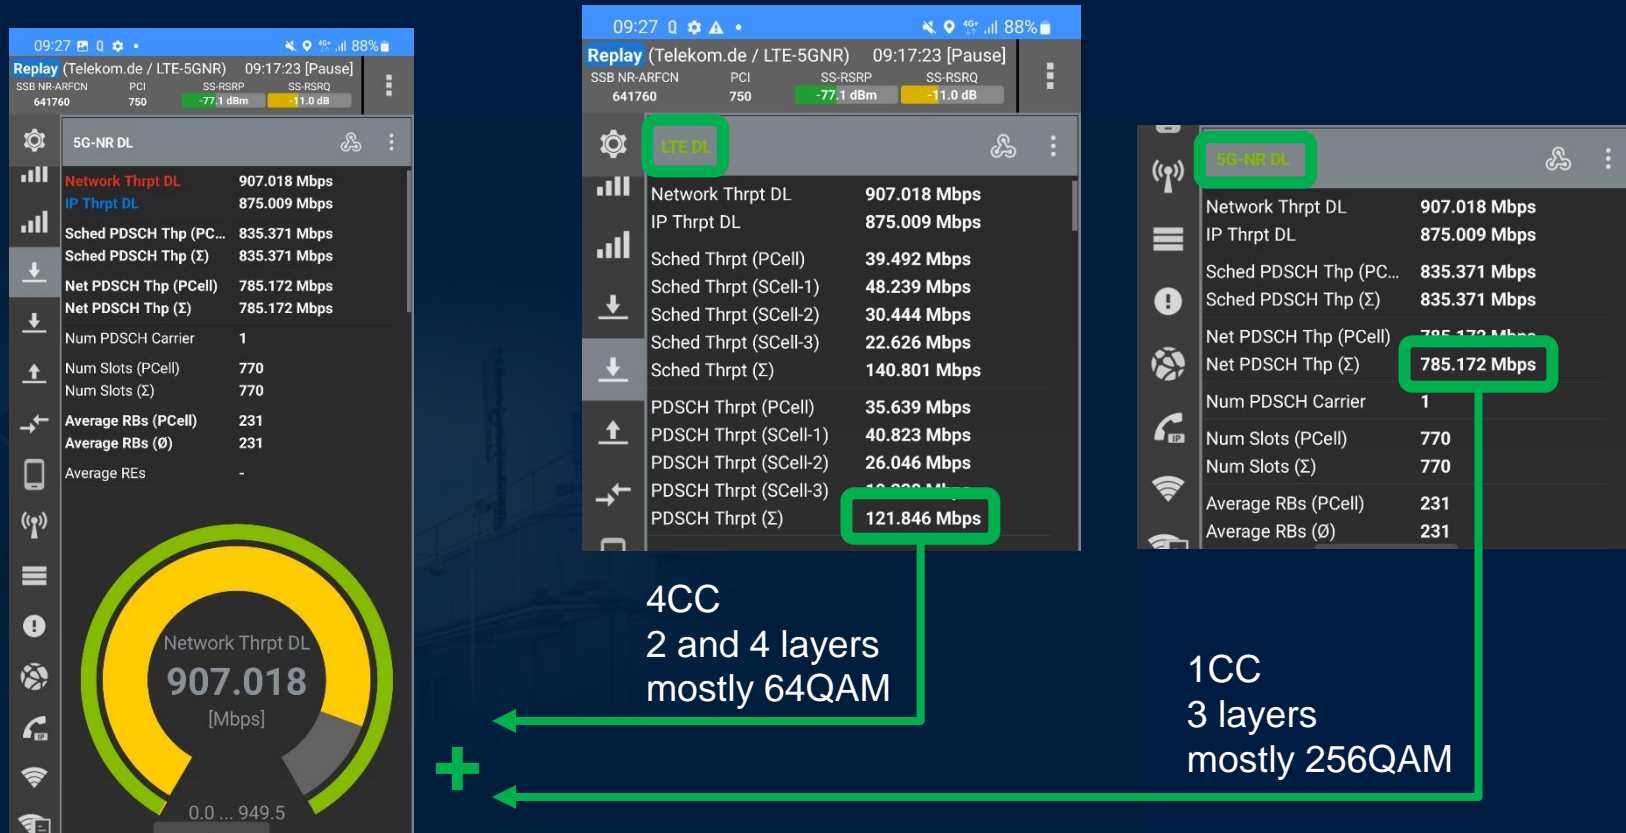 09:27
88%
Replay (Telekom.de / LTE-5GNR) 09:17:23 [Pause]
SSB NR-ARFCN PCI SS-RSRP SS-RSRQ
641760 750 -77.1 dBm -11.0 dB
5G-NR DL
Network Thrpt DL 907.018 Mbps
IP Thrpt DL 875.009 Mbps
Sched PDSCH Thp (PC... 835.371 Mbps
Sched PDSCH Thp (Σ) 835.371 Mbps
Net PDSCH Thp (PCell) 785.172 Mbps
Net PDSCH Thp (Σ) 785.172 Mbps
Num PDSCH Carrier 1
Num Slots (PCell) 770
Num Slots (Σ) 770
Average RBs (PCell) 231
Average RBs (Ø) 231
Average REs -
Network Thrpt DL
907.018
[Mbps]
0.0 ... 949.5
09:27 4G+ 88%
Replay (Telekom.de / LTE-5GNR) 09:17:23 [Pause]
SSB NR-ARFCN PCI SS-RSRP SS-RSRQ
641760 750 -77.1 dBm -11.0 dB
LTE DL
Network Thrpt DL 907.018 Mbps
IP Thrpt DL 875.009 Mbps
Sched Thrpt (PCell) 39.492 Mbps
Sched Thrpt (SCell-1) 48.239 Mbps
Sched Thrpt (SCell-2) 30.444 Mbps
Sched Thrpt (SCell-3) 22.626 Mbps
Sched Thrpt (Σ) 140.801 Mbps
PDSCH Thrpt (PCell) 35.639 Mbps
PDSCH Thrpt (SCell-1) 40.823 Mbps
PDSCH Thrpt (SCell-2) 26.046 Mbps
PDSCH Thrpt (SCell-3) Mbps
PDSCH Thrpt (Σ) 121.846 Mbps
4CC
2 and 4 layers
mostly 64QAM
+
5G-NR DL
Network Thrpt DL 907.018 Mbps
IP Thrpt DL 875.009 Mbps
Sched PDSCH Thp (PC... 835.371 Mbps
Sched PDSCH Thp (Σ) 835.371 Mbps
Net PDSCH Thp (PCell) 785.172 Mbps
Net PDSCH Thp (Σ) 785.172 Mbps
Num PDSCH Carrier 1
Num Slots (PCell) 770
Num Slots (Σ) 770
Average RBs (PCell) 231
Average RBs (Ø) 231
1CC
3 layers
mostly 256QAM